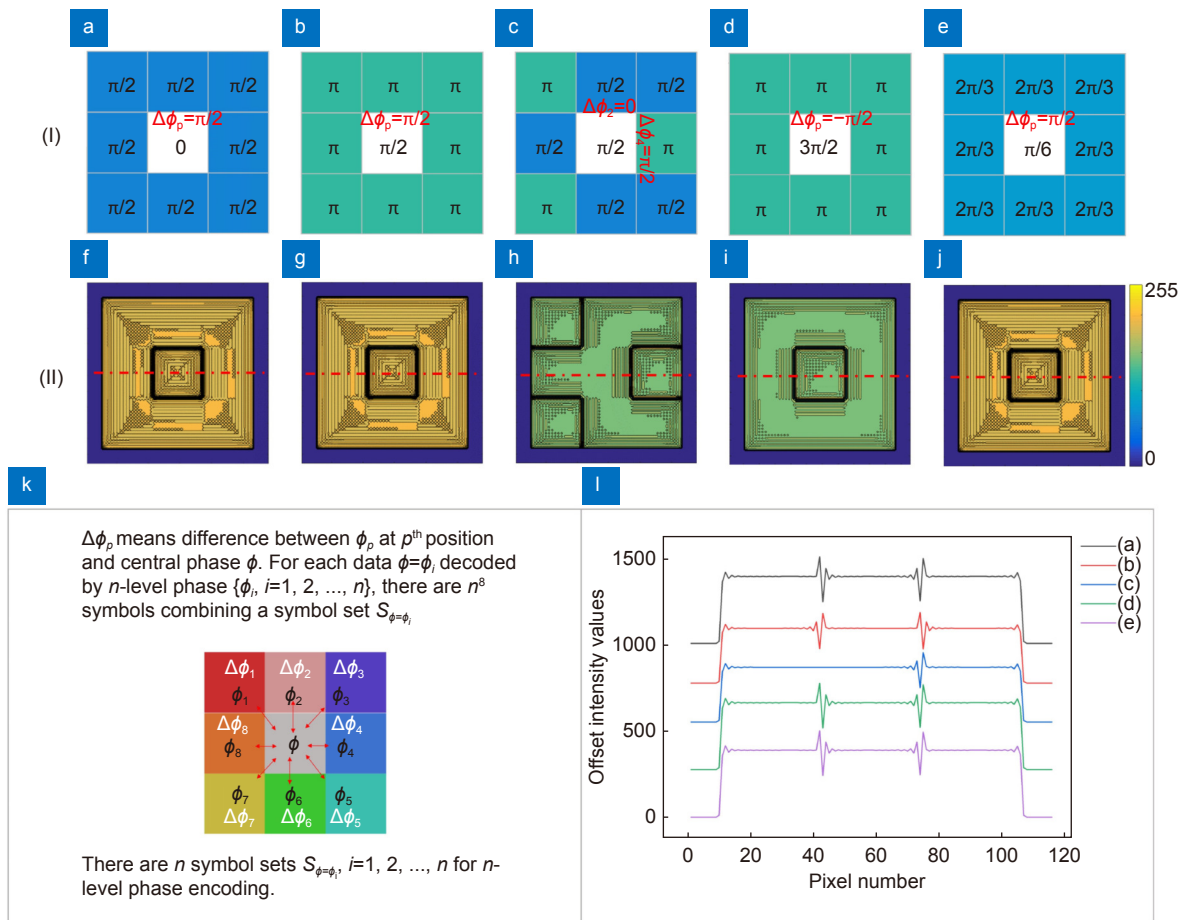 a b c d e
(I)
π/2 π/2 π/2
Δϕp=π/2
π/2 0 π/2
π/2 π/2 π/2
π π π
Δϕp=π/2
π π/2 π
π π π
π π/2 π/2
Δϕ2=0
π/2 π/2 π
Δϕ4=π/2
π π/2 π/2
π π π
Δϕp=−π/2
π 3π/2 π
π π π
2π/3 2π/3 2π/3
Δϕp=π/2
2π/3 π/6 2π/3
2π/3 2π/3 2π/3
f g h i j
(II)
255
0
k
Δϕp means difference between ϕp at pth position
and central phase ϕ. For each data ϕ=ϕi decoded
by n-level phase {ϕi, i=1, 2, ..., n}, there are n⁸
symbols combining a symbol set Sϕ=ϕi
Δϕ1 Δϕ2 Δϕ3
ϕ1 ϕ2 ϕ3
Δϕ8 Δϕ4
ϕ8 ϕ ϕ4
ϕ7 ϕ6 ϕ5
Δϕ7 Δϕ6 Δϕ5
There are n symbol sets Sϕ=ϕi, i=1, 2, ..., n for n-
level phase encoding.
l
Offset intensity values
1500
1000
500
0
0 20 40 60 80 100 120
Pixel number
(a)
(b)
(c)
(d)
(e)